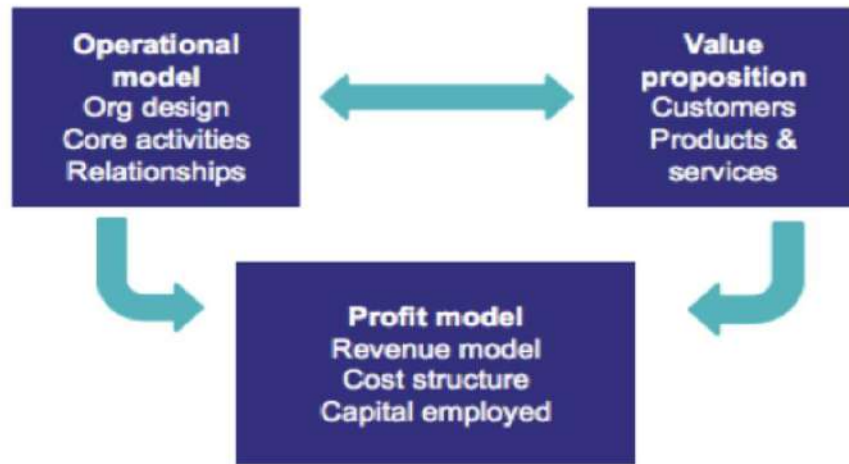 Operational
model
Org design
Core activities
Relationships
Value
proposition
Customers
Products &
services
Profit model
Revenue model
Cost structure
Capital employed